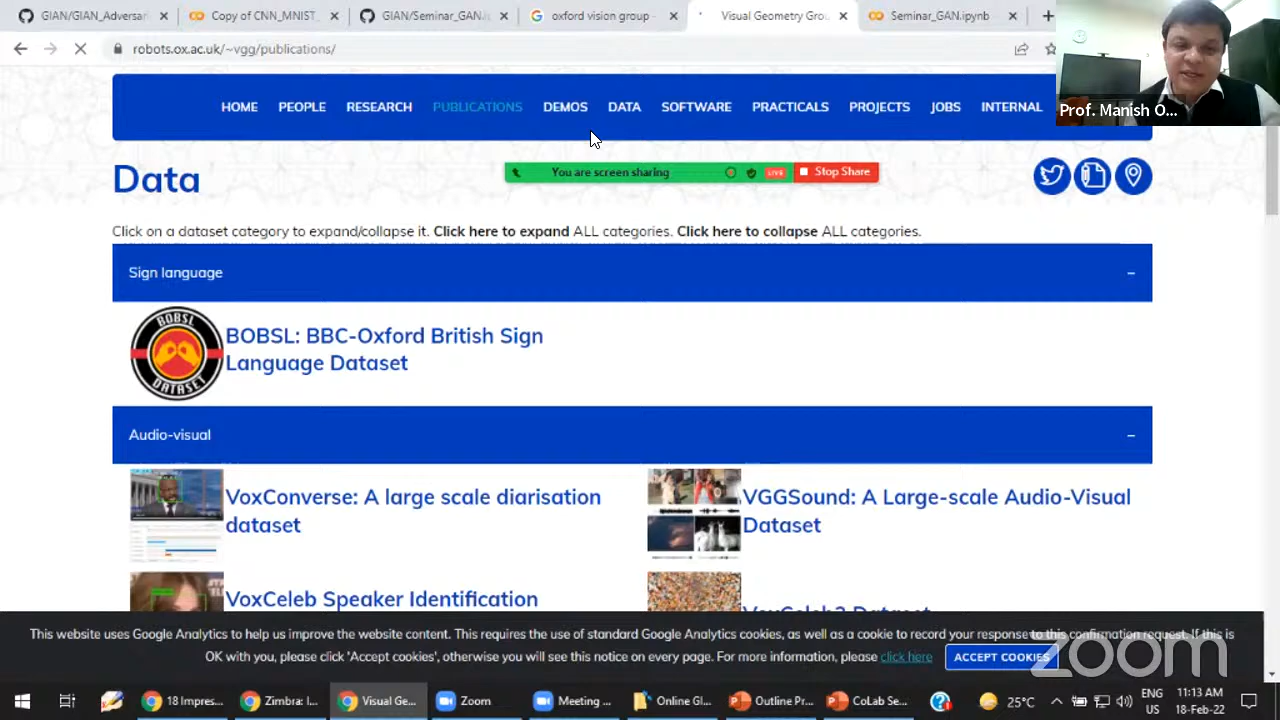 GIAN/GIAN_Adversar
Copy of CNN_MNIST_
GIAN/Seminar_GAN.i
oxford vision group -
Visual Geometry Grou
Seminar_GAN.ipynb
robots.ox.ac.uk/~vgg/publications/
Prof. Manish O...
HOME PEOPLE RESEARCH PUBLICATIONS DEMOS DATA SOFTWARE PRACTICALS PROJECTS JOBS INTERNAL
Data
You are screen sharing
LIVE
Stop Share
Click on a dataset category to expand/collapse it. Click here to expand ALL categories. Click here to collapse ALL categories.
Sign language
BOBSL
DATASET
BOBSL: BBC-Oxford British Sign
Language Dataset
Audio-visual
VoxConverse: A large scale diarisation
dataset
VGGSound: A Large-scale Audio-Visual
Dataset
VoxCeleb Speaker Identification
VoxCeleb2 Dataset
This website uses Google Analytics to help us improve the website content. This requires the use of standard Google Analytics cookies, as well as a cookie to record your response to this confirmation request. If this is
OK with you, please click 'Accept cookies', otherwise you will see this notice on every page. For more information, please click here
ACCEPT COOKIES
zoom
18 Impres...
Zimbra: I...
Visual Ge...
Zoom
Meeting ...
Online Gl...
Outline Pr...
CoLab Se...
25°C
ENG
US
11:13 AM
18-Feb-22